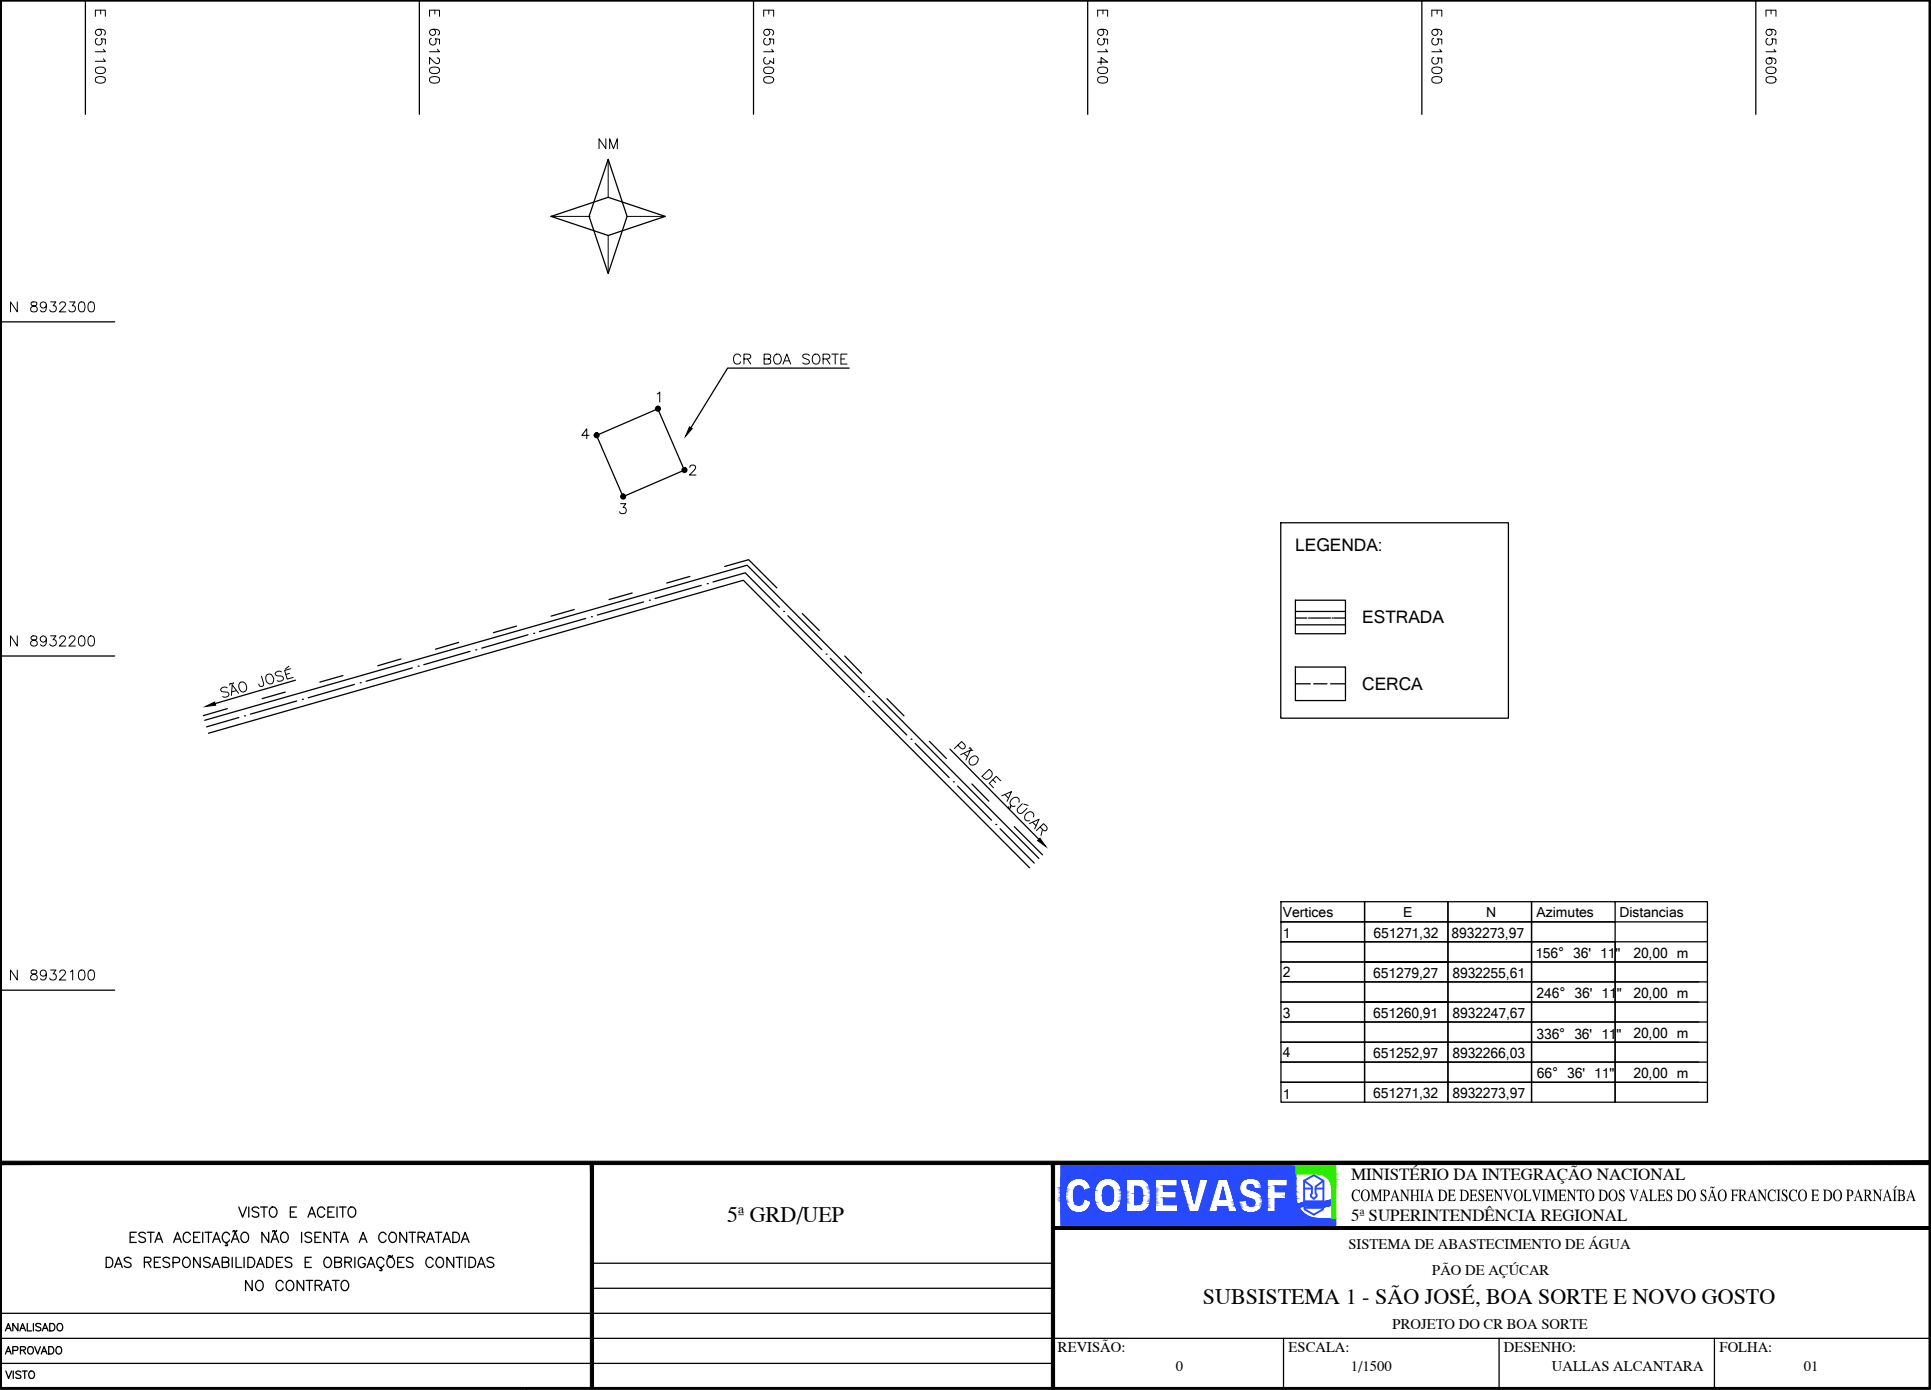 E 651100
E 651200
E 651300
E 651400
E 651500
E 651600
NM
N 8932300
CR BOA SORTE
1
4
2
3
LEGENDA:
ESTRADA
CERCA
N 8932200
SÃO JOSÉ
PÃO DE AÇÚCAR
N 8932100
Vertices E N Azimutes Distancias
1 651271,32 8932273,97
156° 36' 11" 20,00 m
2 651279,27 8932255,61
246° 36' 11" 20,00 m
3 651260,91 8932247,67
336° 36' 11" 20,00 m
4 651252,97 8932266,03
66° 36' 11" 20,00 m
1 651271,32 8932273,97
VISTO E ACEITO
ESTA ACEITAÇÃO NÃO ISENTA A CONTRATADA
DAS RESPONSABILIDADES E OBRIGAÇÕES CONTIDAS
NO CONTRATO
ANALISADO
APROVADO
VISTO
5ª GRD/UEP
CODEVASF
MINISTÉRIO DA INTEGRAÇÃO NACIONAL
COMPANHIA DE DESENVOLVIMENTO DOS VALES DO SÃO FRANCISCO E DO PARNAÍBA
5ª SUPERINTENDÊNCIA REGIONAL
SISTEMA DE ABASTECIMENTO DE ÁGUA
PÃO DE AÇÚCAR
SUBSISTEMA 1 - SÃO JOSÉ, BOA SORTE E NOVO GOSTO
PROJETO DO CR BOA SORTE
REVISÃO: ESCALA: DESENHO: FOLHA:
0 1/1500 UALLAS ALCANTARA 01